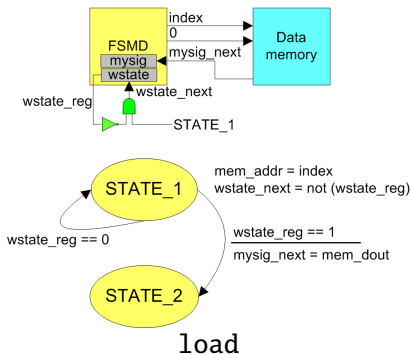 index
FSMD
0
Data
memory
mysig_next
mysig
wstate
wstate_reg
wstate_next
STATE_1
STATE_1
mem_addr = index
wstate_next = not (wstate_reg)
wstate_reg == 0
wstate_reg == 1
mysig_next = mem_dout
STATE_2
load